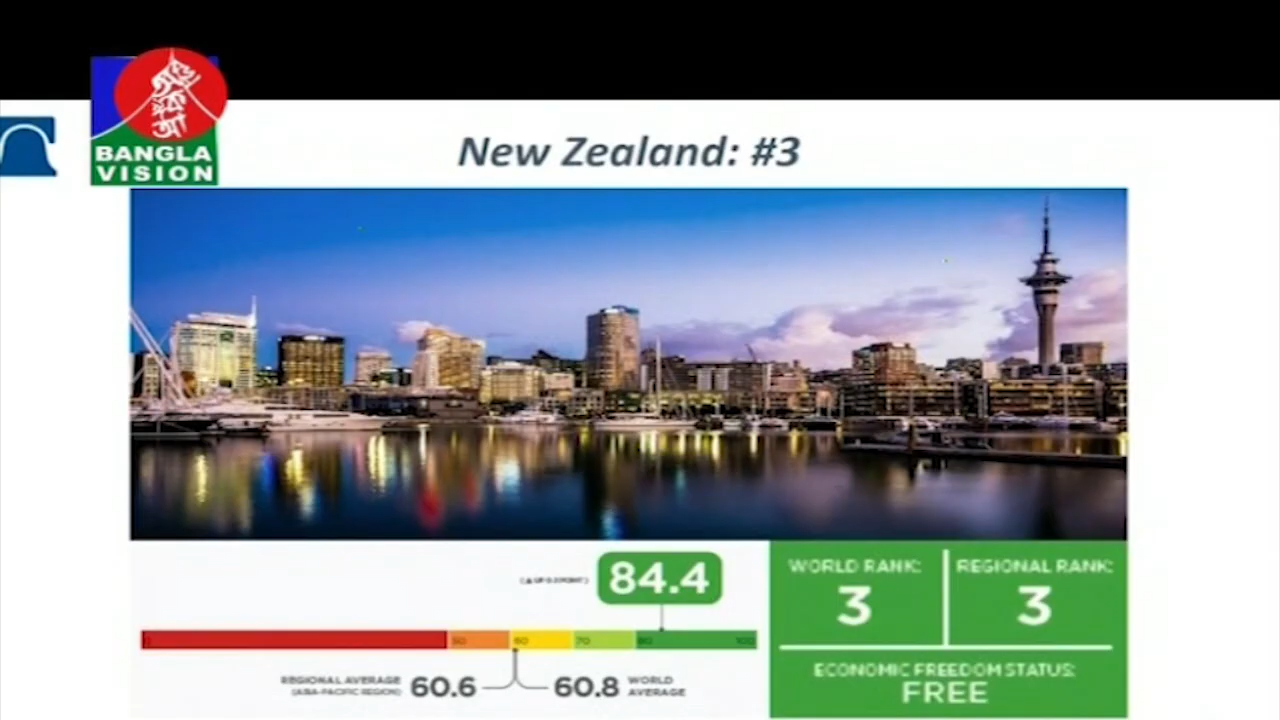 BANGLA
VISION
New Zealand: #3
84.4
WORLD RANK:
3
REGIONAL RANK:
3
50
60
70
80
100
REGIONAL AVERAGE
(ASIA-PACIFIC REGION)
60.6
60.8
WORLD
AVERAGE
ECONOMIC FREEDOM STATUS:
FREE